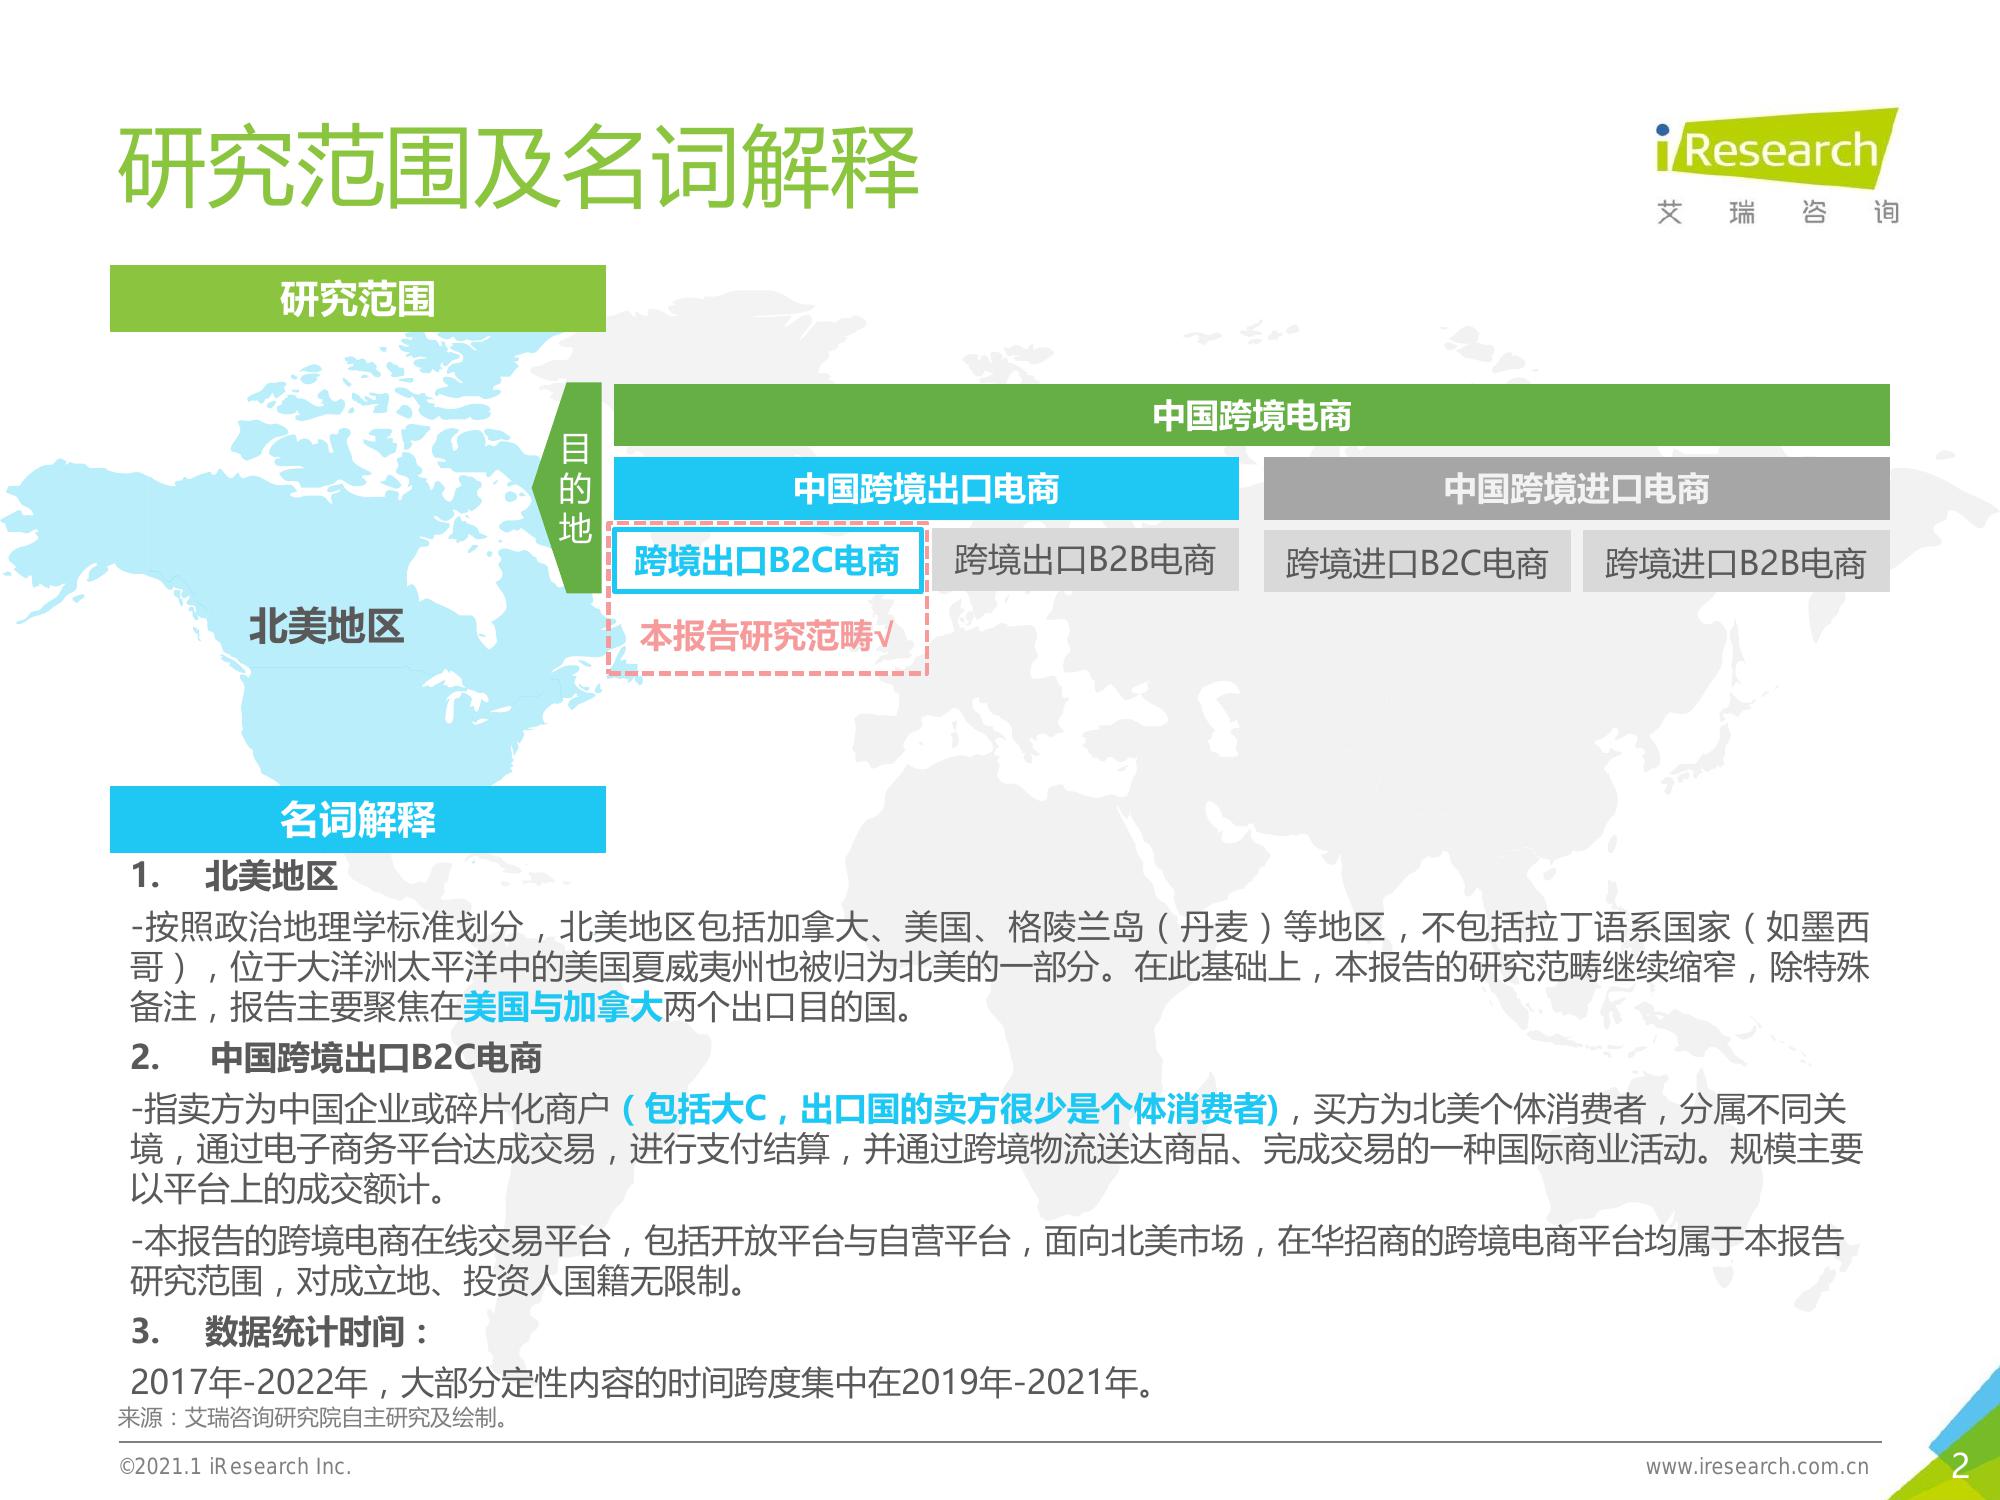 研究范围及名词解释
iResearch
艾瑞咨询
研究范围
目的地
中国跨境电商
中国跨境出口电商
中国跨境进口电商
跨境出口B2C电商
跨境出口B2B电商
跨境进口B2C电商
跨境进口B2B电商
北美地区
本报告研究范畴√
名词解释
1. 北美地区
-按照政治地理学标准划分，北美地区包括加拿大、美国、格陵兰岛（丹麦）等地区，不包括拉丁语系国家（如墨西
哥），位于大洋洲太平洋中的美国夏威夷州也被归为北美的一部分。在此基础上，本报告的研究范畴继续缩窄，除特殊
备注，报告主要聚焦在美国与加拿大两个出口目的国。
2. 中国跨境出口B2C电商
-指卖方为中国企业或碎片化商户（包括大C，出口国的卖方很少是个体消费者)，买方为北美个体消费者，分属不同关
境，通过电子商务平台达成交易，进行支付结算，并通过跨境物流送达商品、完成交易的一种国际商业活动。规模主要
以平台上的成交额计。
-本报告的跨境电商在线交易平台，包括开放平台与自营平台，面向北美市场，在华招商的跨境电商平台均属于本报告
研究范围，对成立地、投资人国籍无限制。
3. 数据统计时间：
2017年-2022年，大部分定性内容的时间跨度集中在2019年-2021年。
来源：艾瑞咨询研究院自主研究及绘制。
©2021.1 iResearch Inc.
www.iresearch.com.cn
2